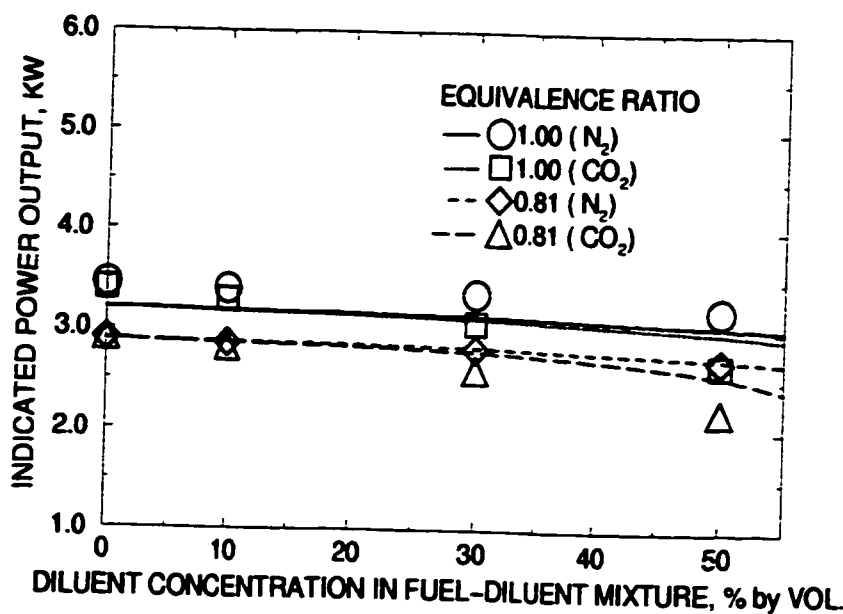 INDICATED POWER OUTPUT, KW
6.0
5.0
4.0
3.0
2.0
1.0
EQUIVALENCE RATIO
1.00 ( N₂)
1.00 ( CO₂)
0.81 ( N₂)
0.81 ( CO₂)
0 10 20 30 40 50
DILUENT CONCENTRATION IN FUEL-DILUENT MIXTURE, % by VOL.